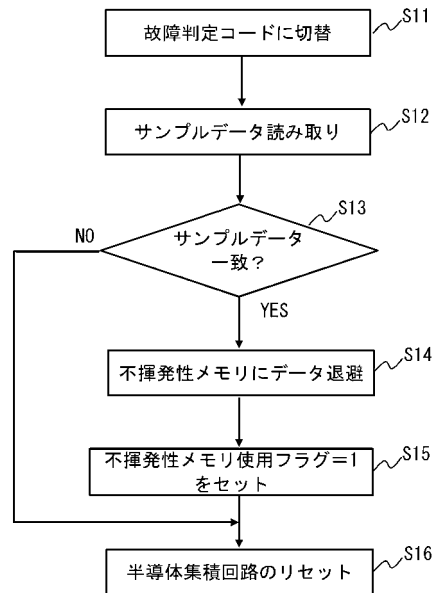 故障判定コードに切替
S11
サンプルデータ読み取り
S12
サンプルデータ
一致?
S13
NO
YES
不揮発性メモリにデータ退避
S14
不揮発性メモリ使用フラグ=1
をセット
S15
半導体集積回路のリセット
S16